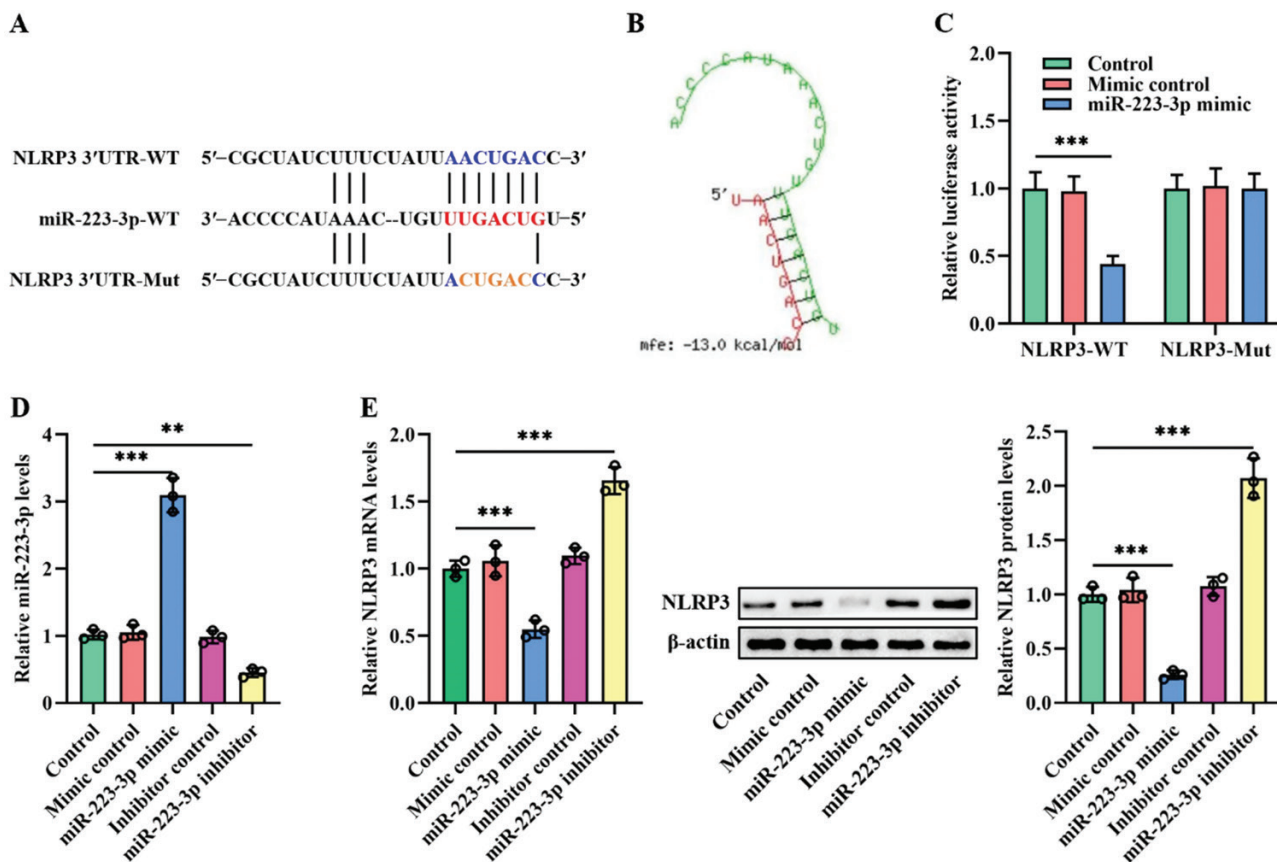 A
NLRP3 3′UTR-WT 5′–CGCUAUCUUUCUAUUAACUGACC–3′
miR-223-3p-WT 3′–ACCCCAUAAAC--UGUUUGACUGU–5′
NLRP3 3′UTR-Mut 5′–CGCUAUCUUUCUAUUACUGACCC–3′
B
5′
mfe: -13.0 kcal/mol
C
Control
Mimic control
miR-223-3p mimic
Relative luciferase activity
2.0
1.5
1.0
0.5
0.0
***
NLRP3-WT
NLRP3-Mut
D
Relative miR-223-3p levels
4
3
2
1
0
**
***
Control
Mimic control
miR-223-3p mimic
Inhibitor control
miR-223-3p inhibitor
E
Relative NLRP3 mRNA levels
2.0
1.5
1.0
0.5
0.0
***
***
Control
Mimic control
miR-223-3p mimic
Inhibitor control
miR-223-3p inhibitor
NLRP3
β-actin
Control
Mimic control
miR-223-3p mimic
Inhibitor control
miR-223-3p inhibitor
Relative NLRP3 protein levels
2.5
2.0
1.5
1.0
0.5
0.0
***
***
Control
Mimic control
miR-223-3p mimic
Inhibitor control
miR-223-3p inhibitor